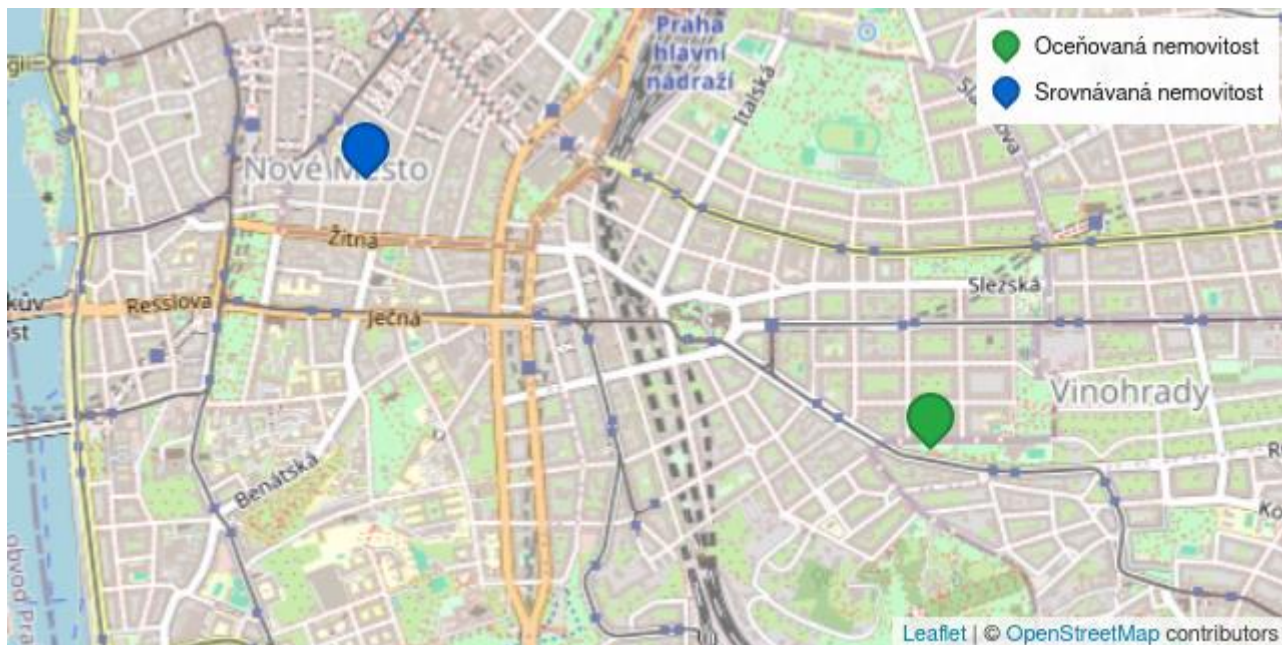 Praha
hlavní
nádraží
Italská
Oceňovaná nemovitost
Srovnávaná nemovitost
Nové Město
Žitná
Slezská
Resslova
Ječná
Vinohrady
Benátská
Leaflet | © OpenStreetMap contributors